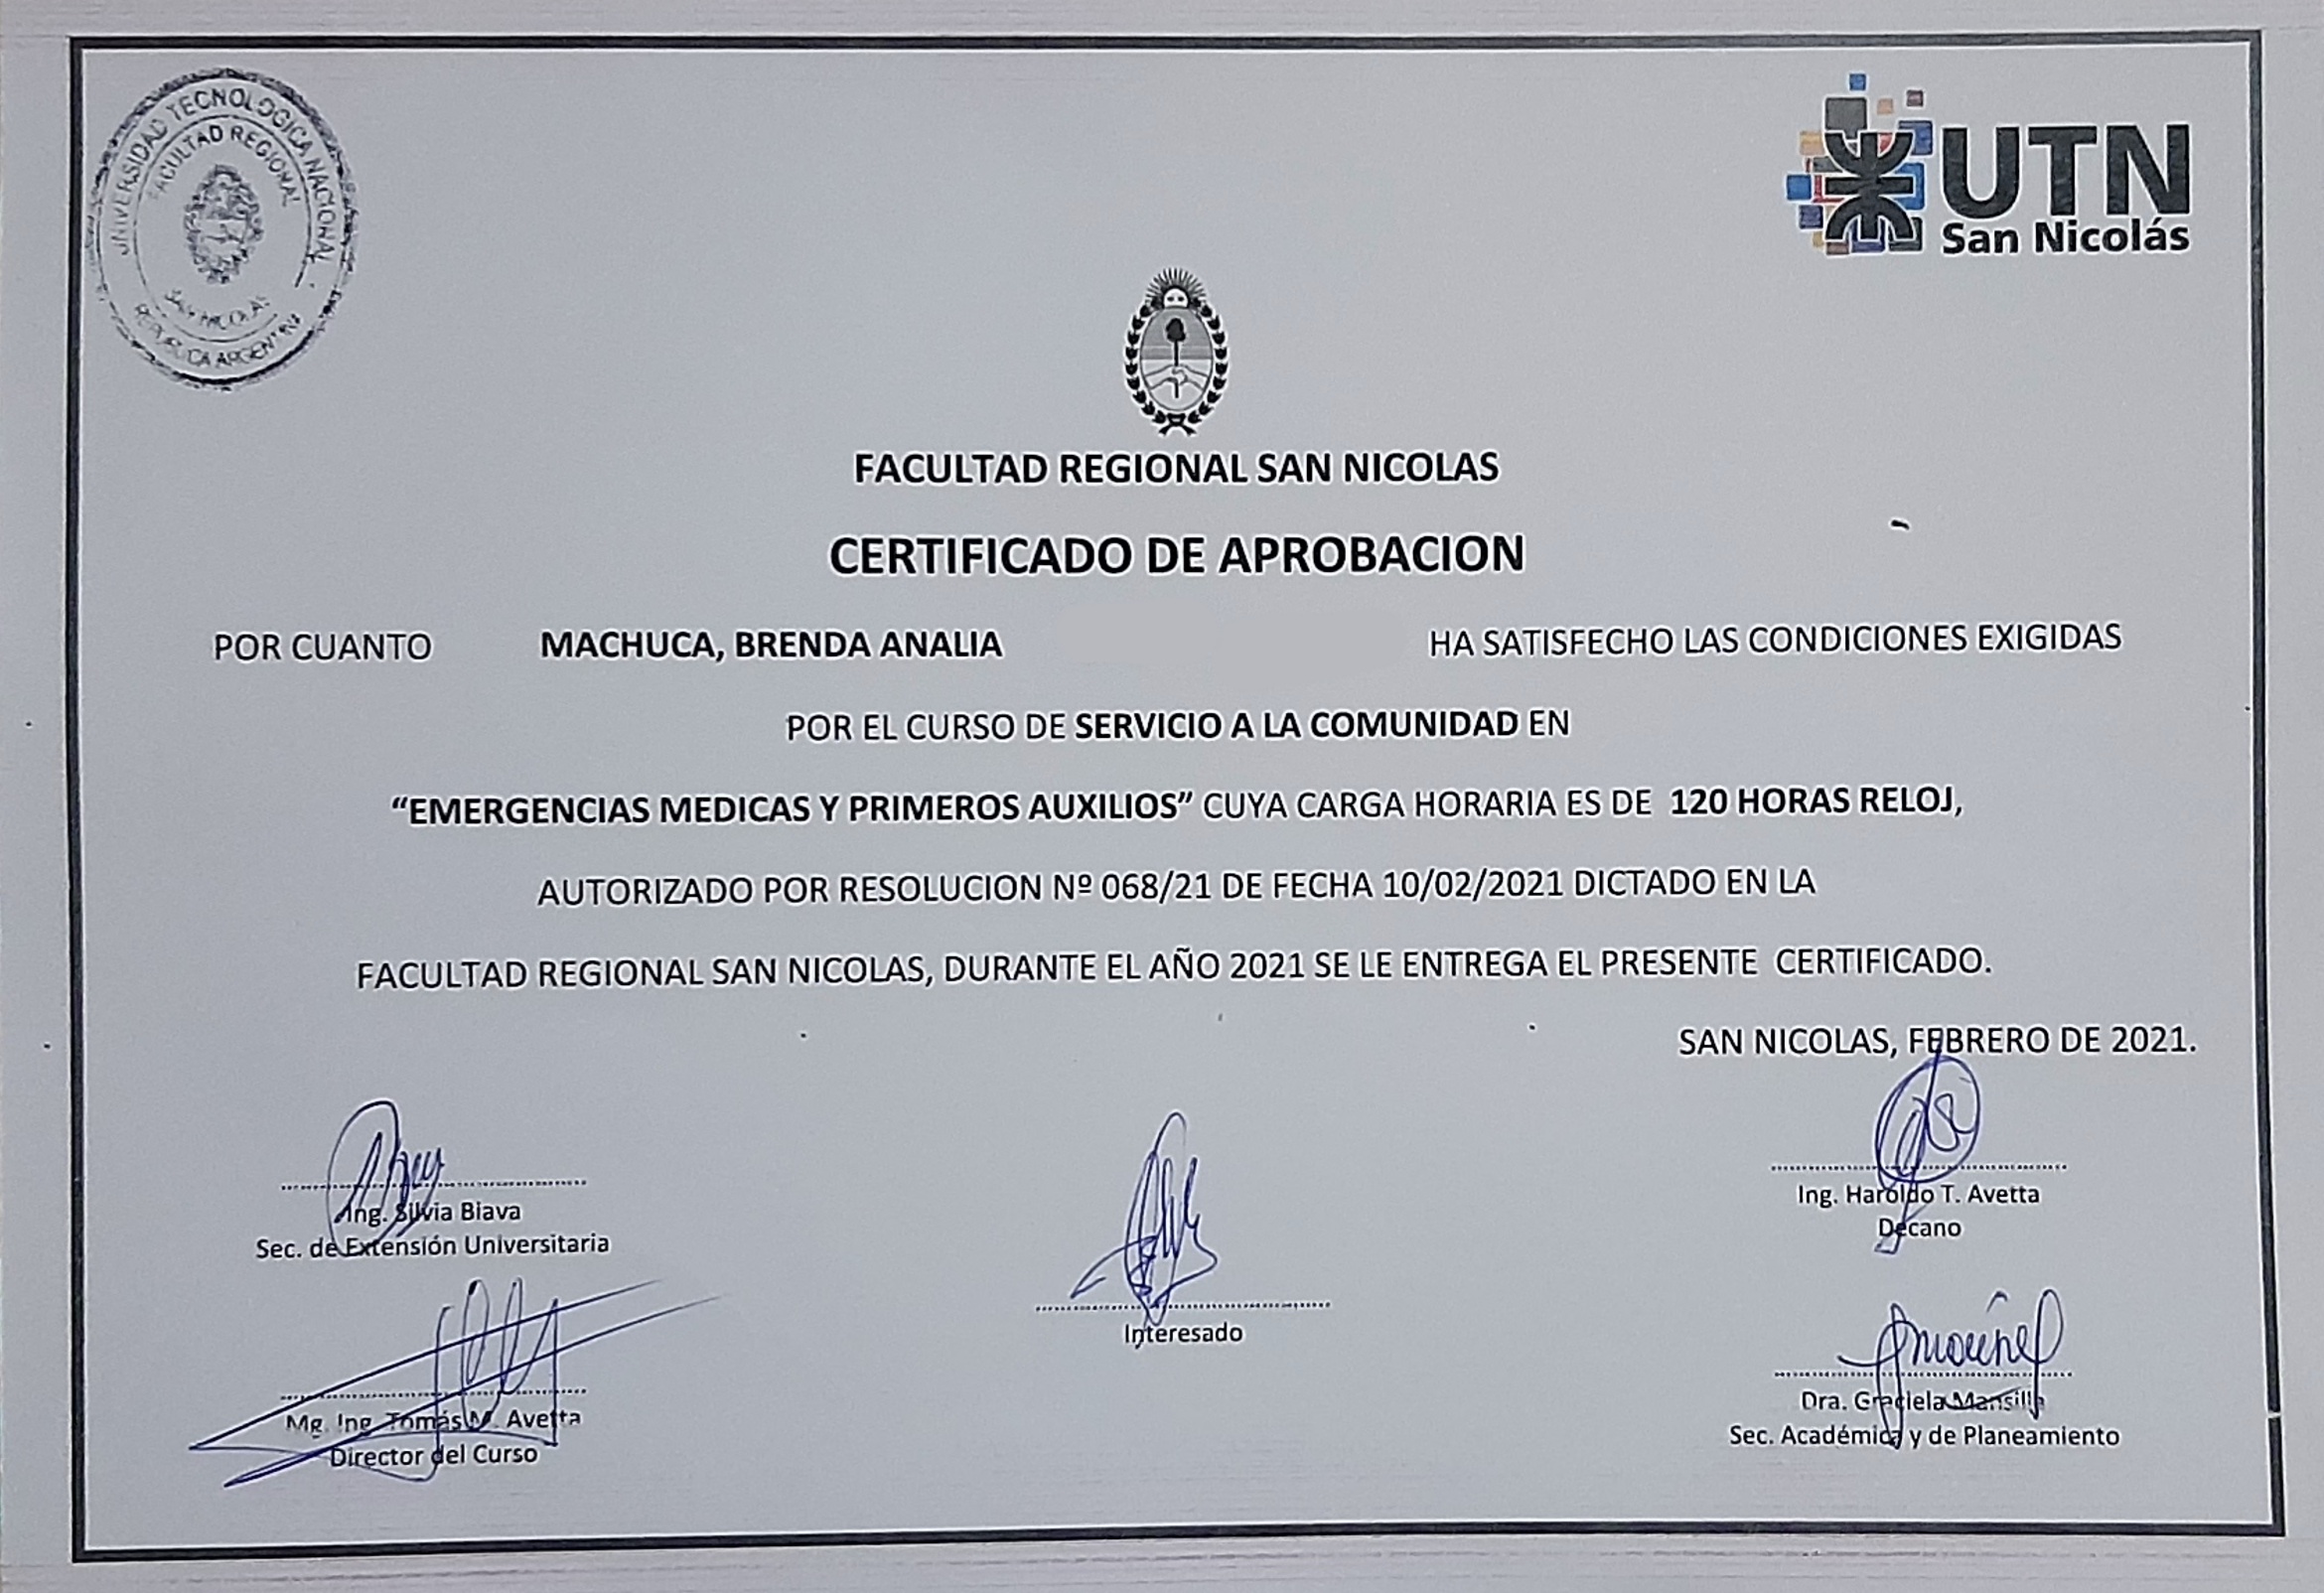 UNIVERSIDAD TECNOLOGICA NACIONAL
FACULTAD REGIONAL
SAN NICOLAS
REPUBLICA ARGENTINA
UTN
San Nicolás
FACULTAD REGIONAL SAN NICOLAS
CERTIFICADO DE APROBACION
POR CUANTO MACHUCA, BRENDA ANALIA HA SATISFECHO LAS CONDICIONES EXIGIDAS
POR EL CURSO DE SERVICIO A LA COMUNIDAD EN
“EMERGENCIAS MEDICAS Y PRIMEROS AUXILIOS” CUYA CARGA HORARIA ES DE 120 HORAS RELOJ,
AUTORIZADO POR RESOLUCION Nº 068/21 DE FECHA 10/02/2021 DICTADO EN LA
FACULTAD REGIONAL SAN NICOLAS, DURANTE EL AÑO 2021 SE LE ENTREGA EL PRESENTE CERTIFICADO.
SAN NICOLAS, FEBRERO DE 2021.
Ing. Silvia Biava
Sec. de Extensión Universitaria
Ing. Haroldo T. Avetta
Decano
Interesado
Mg. Ing. Tomás M. Avetta
Director del Curso
Dra. Graciela Mansilla
Sec. Académica y de Planeamiento